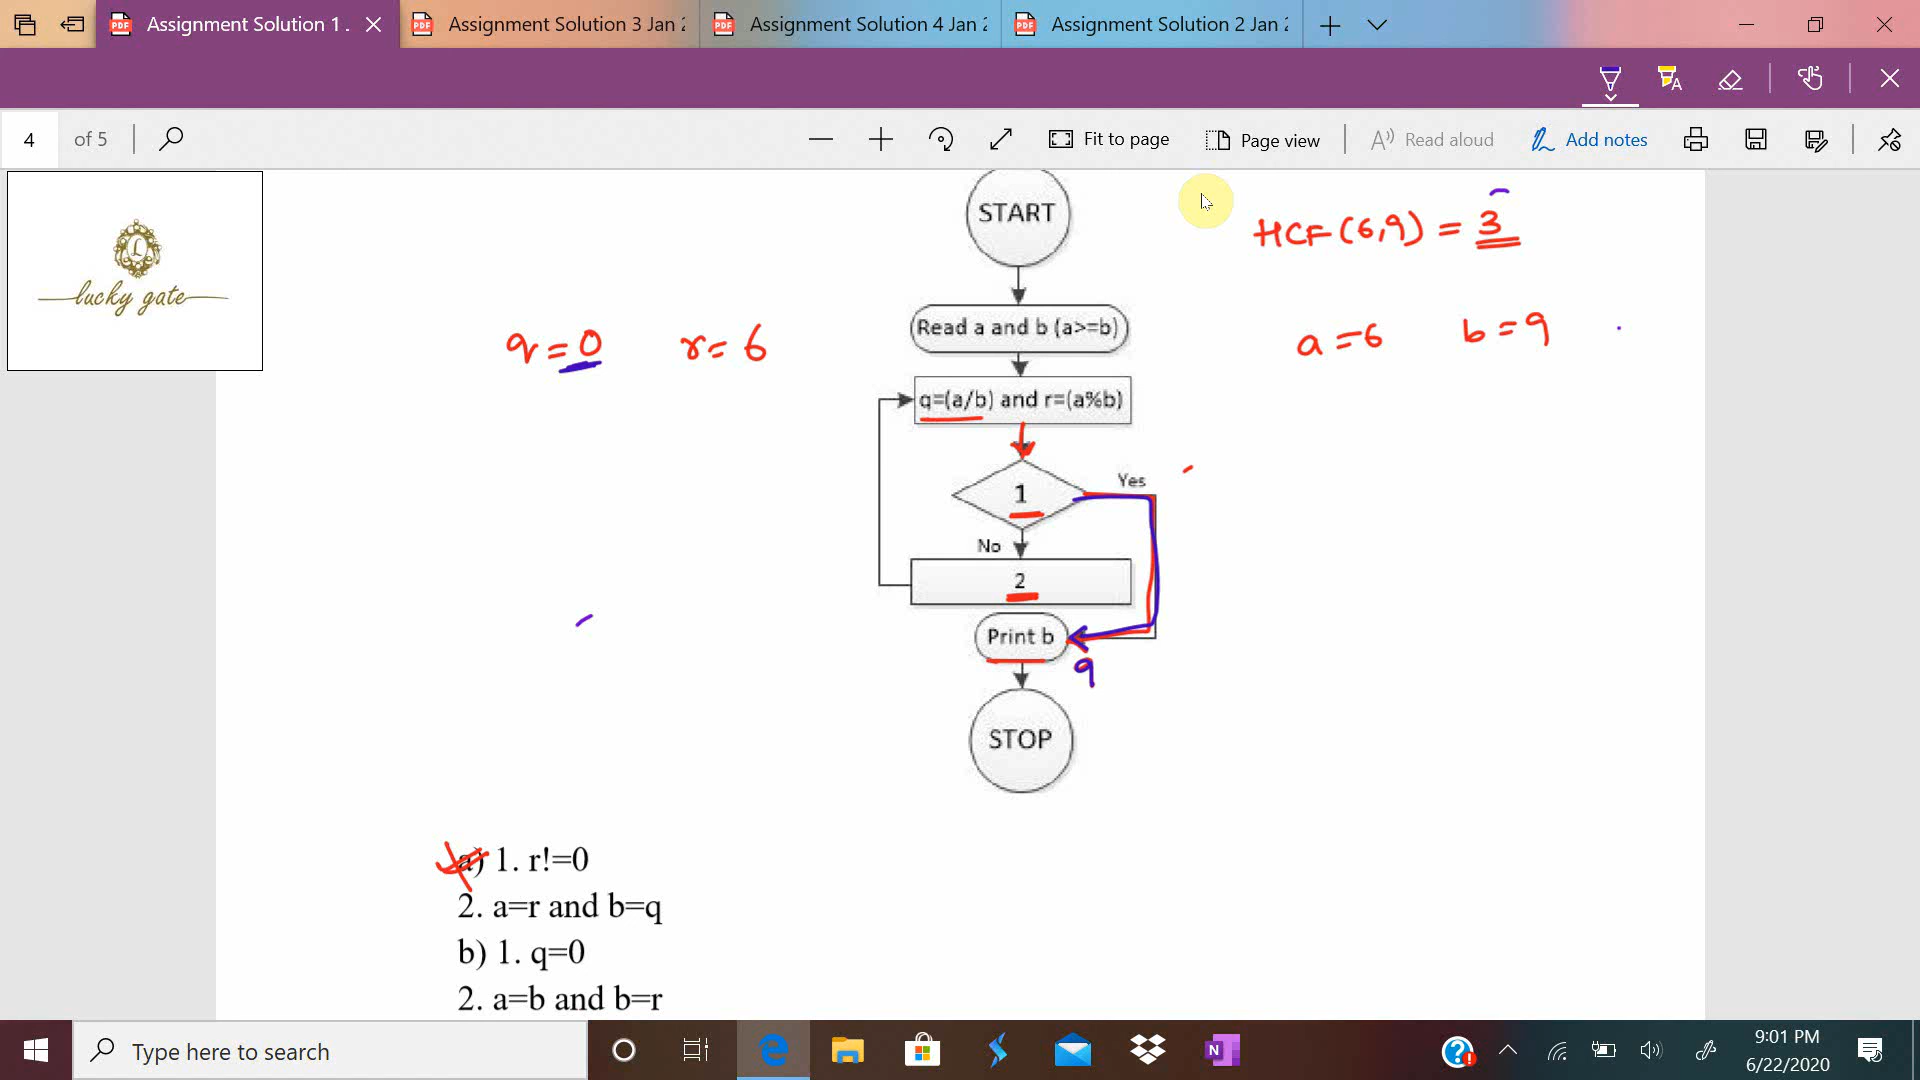 Assignment Solution 1 .
Assignment Solution 3 Jan 2
Assignment Solution 4 Jan 2
Assignment Solution 2 Jan 2
4 of 5
Fit to page
Page view
Read aloud
Add notes
L
lucky gate
START
HCF(6,9) = 3
Read a and b (a>=b)
q=0 r=6
a=6 b=9
q=(a/b) and r=(a%b)
1
Yes
No
2
Print b
9
STOP
a) 1. r!=0
2. a=r and b=q
b) 1. q=0
2. a=b and b=r
Type here to search
9:01 PM
6/22/2020